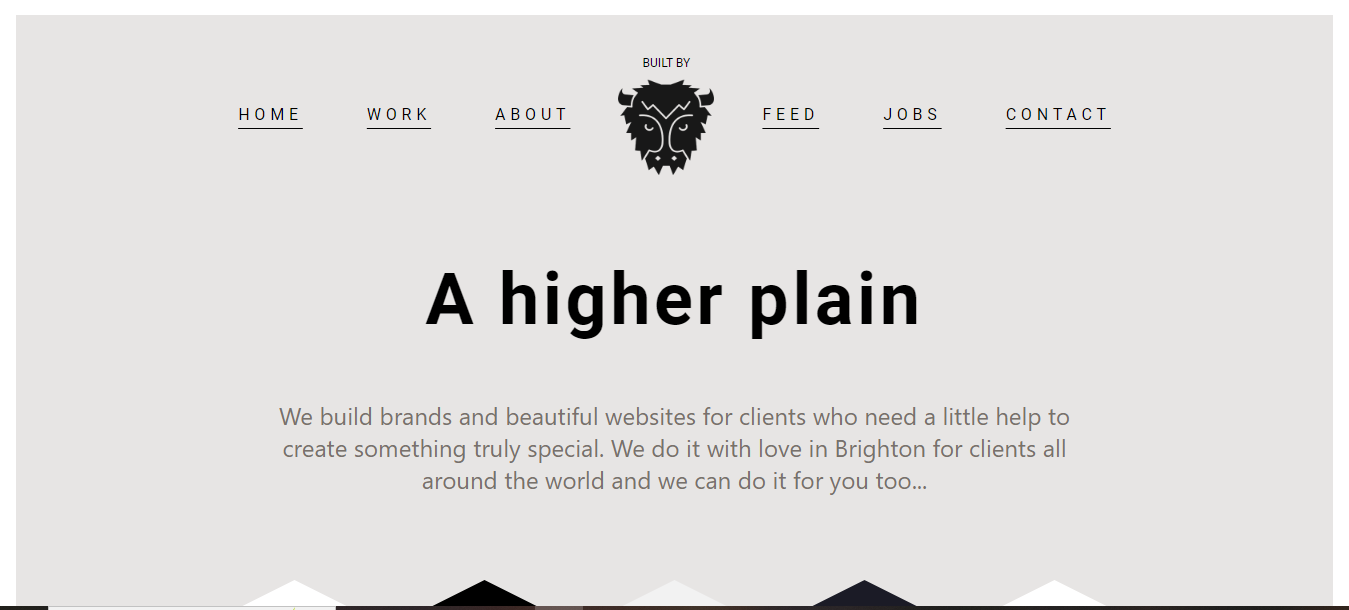 BUILT BY
HOME WORK ABOUT FEED JOBS CONTACT
A higher plain
We build brands and beautiful websites for clients who need a little help to
create something truly special. We do it with love in Brighton for clients all
around the world and we can do it for you too...